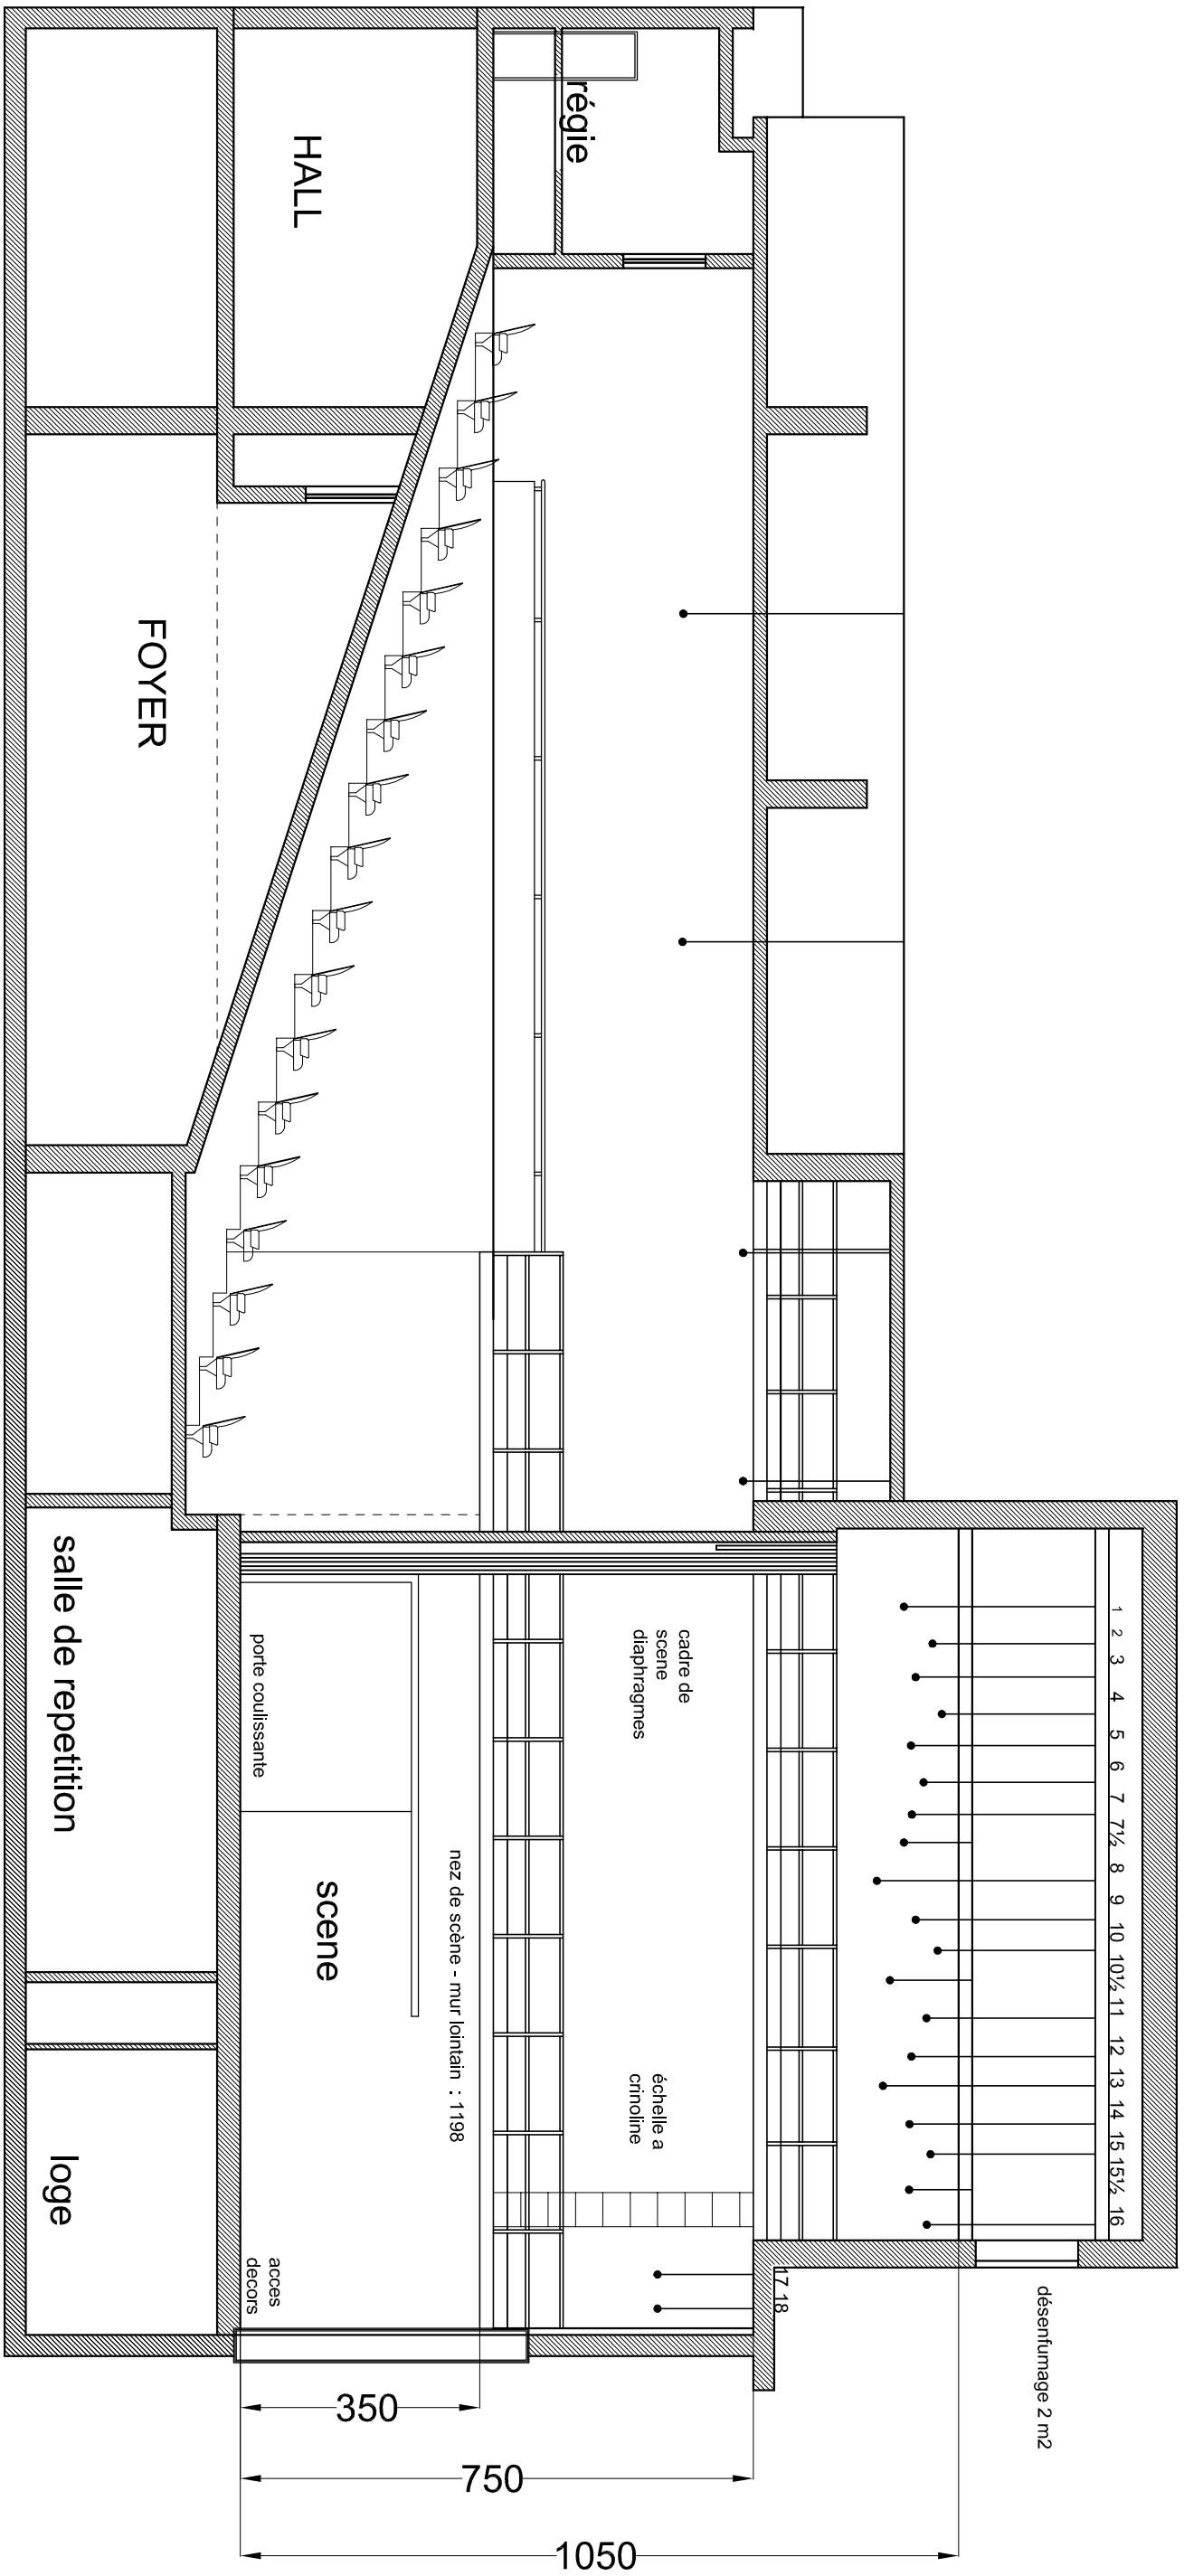 1 2 3 4 5 6 7 7½ 8 9 10 10½ 11 12 13 14 15 15½ 16
désenfumage 2 m2
17 18
régie
cadre de
scene
diaphragmes
échelle a
crinoline
nez de scène - mur lointain : 1198
HALL
scene
porte coulissante
acces
decors
FOYER
salle de repetition
loge
350
750
1050